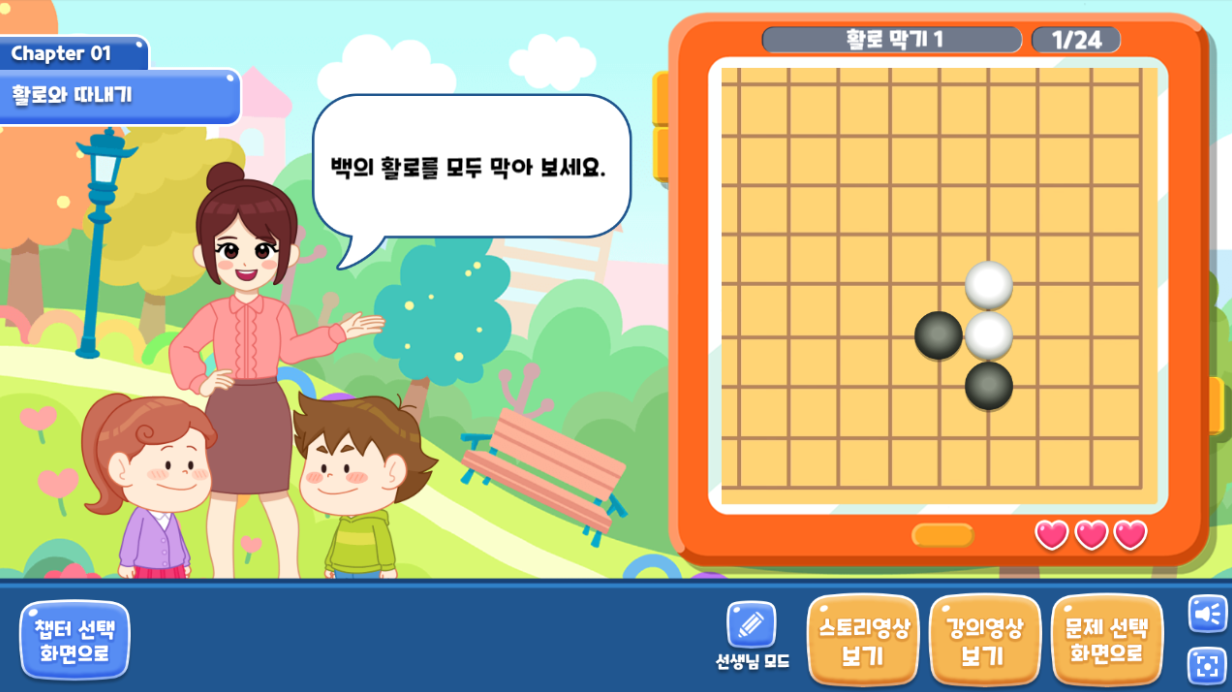 Chapter 01
활로와 따내기
백의 활로를 모두 막아 보세요.
활로 막기 1
1/24
챕터 선택
화면으로
선생님 모드
스토리영상
보기
강의영상
보기
문제 선택
화면으로